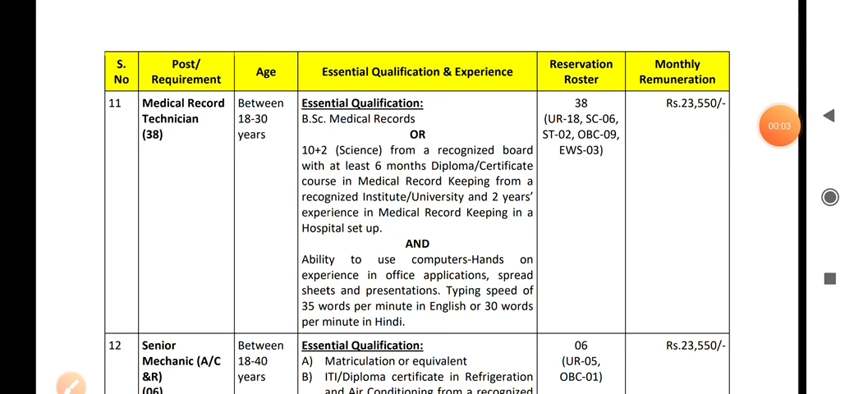 S. No
Post/ Requirement
Age
Essential Qualification & Experience
Reservation Roster
Monthly Remuneration
11
Medical Record
Technician
(38)
Between
18-30
years
Essential Qualification:
B.Sc. Medical Records
OR
10+2 (Science) from a recognized board
with at least 6 months Diploma/Certificate
course in Medical Record Keeping from a
recognized Institute/University and 2 years'
experience in Medical Record Keeping in a
Hospital set up.
AND
Ability to use computers-Hands on
experience in office applications, spread
sheets and presentations. Typing speed of
35 words per minute in English or 30 words
per minute in Hindi.
38
(UR-18, SC-06,
ST-02, OBC-09,
EWS-03)
Rs.23,550/-
00:03
12
Senior
Mechanic (A/C
&R)
(06)
Between
18-40
years
Essential Qualification:
A) Matriculation or equivalent
B) ITI/Diploma certificate in Refrigeration
and Air Conditioning from a recognized
06
(UR-05,
OBC-01)
Rs.23,550/-